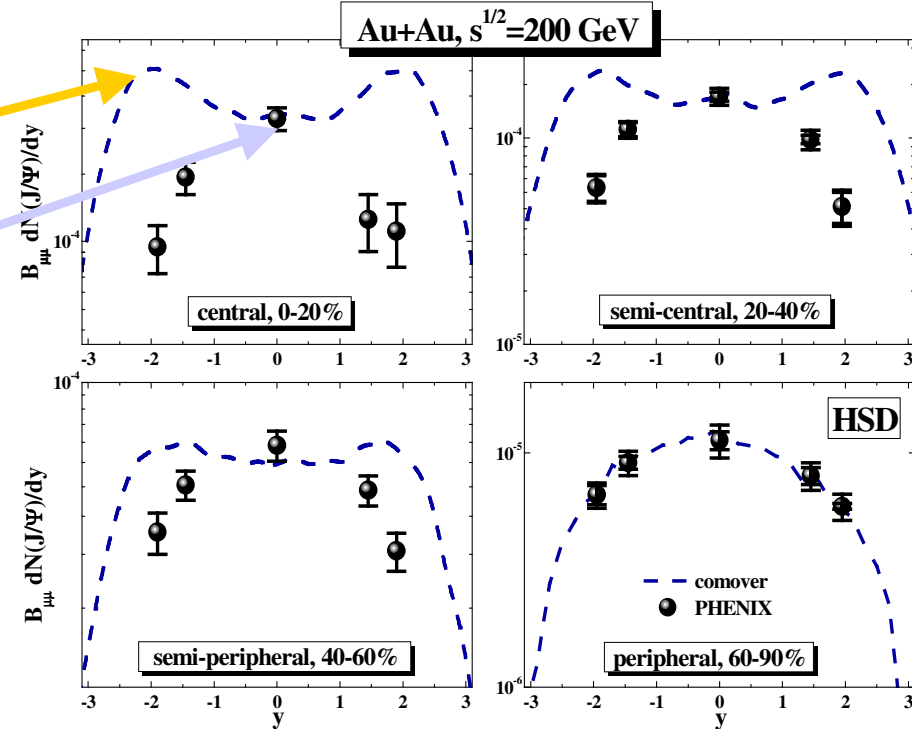 Au+Au, s^1/2=200 GeV
B_μμ dN(J/Ψ)/dy
10^-4
central, 0-20%
-3 -2 -1 0 1 2 3
10^-4
10^-5
semi-central, 20-40%
-3 -2 -1 0 1 2 3
B_μμ dN(J/Ψ)/dy
10^-4
semi-peripheral, 40-60%
-3 -2 -1 0 1 2 3
y
HSD
10^-5
10^-6
comover
PHENIX
peripheral, 60-90%
-3 -2 -1 0 1 2 3
y